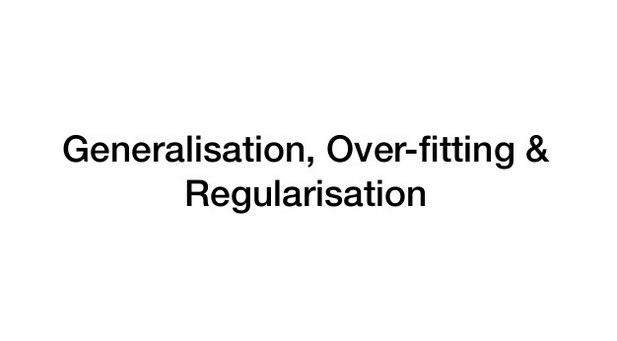 Generalisation, Over-fitting &
Regularisation